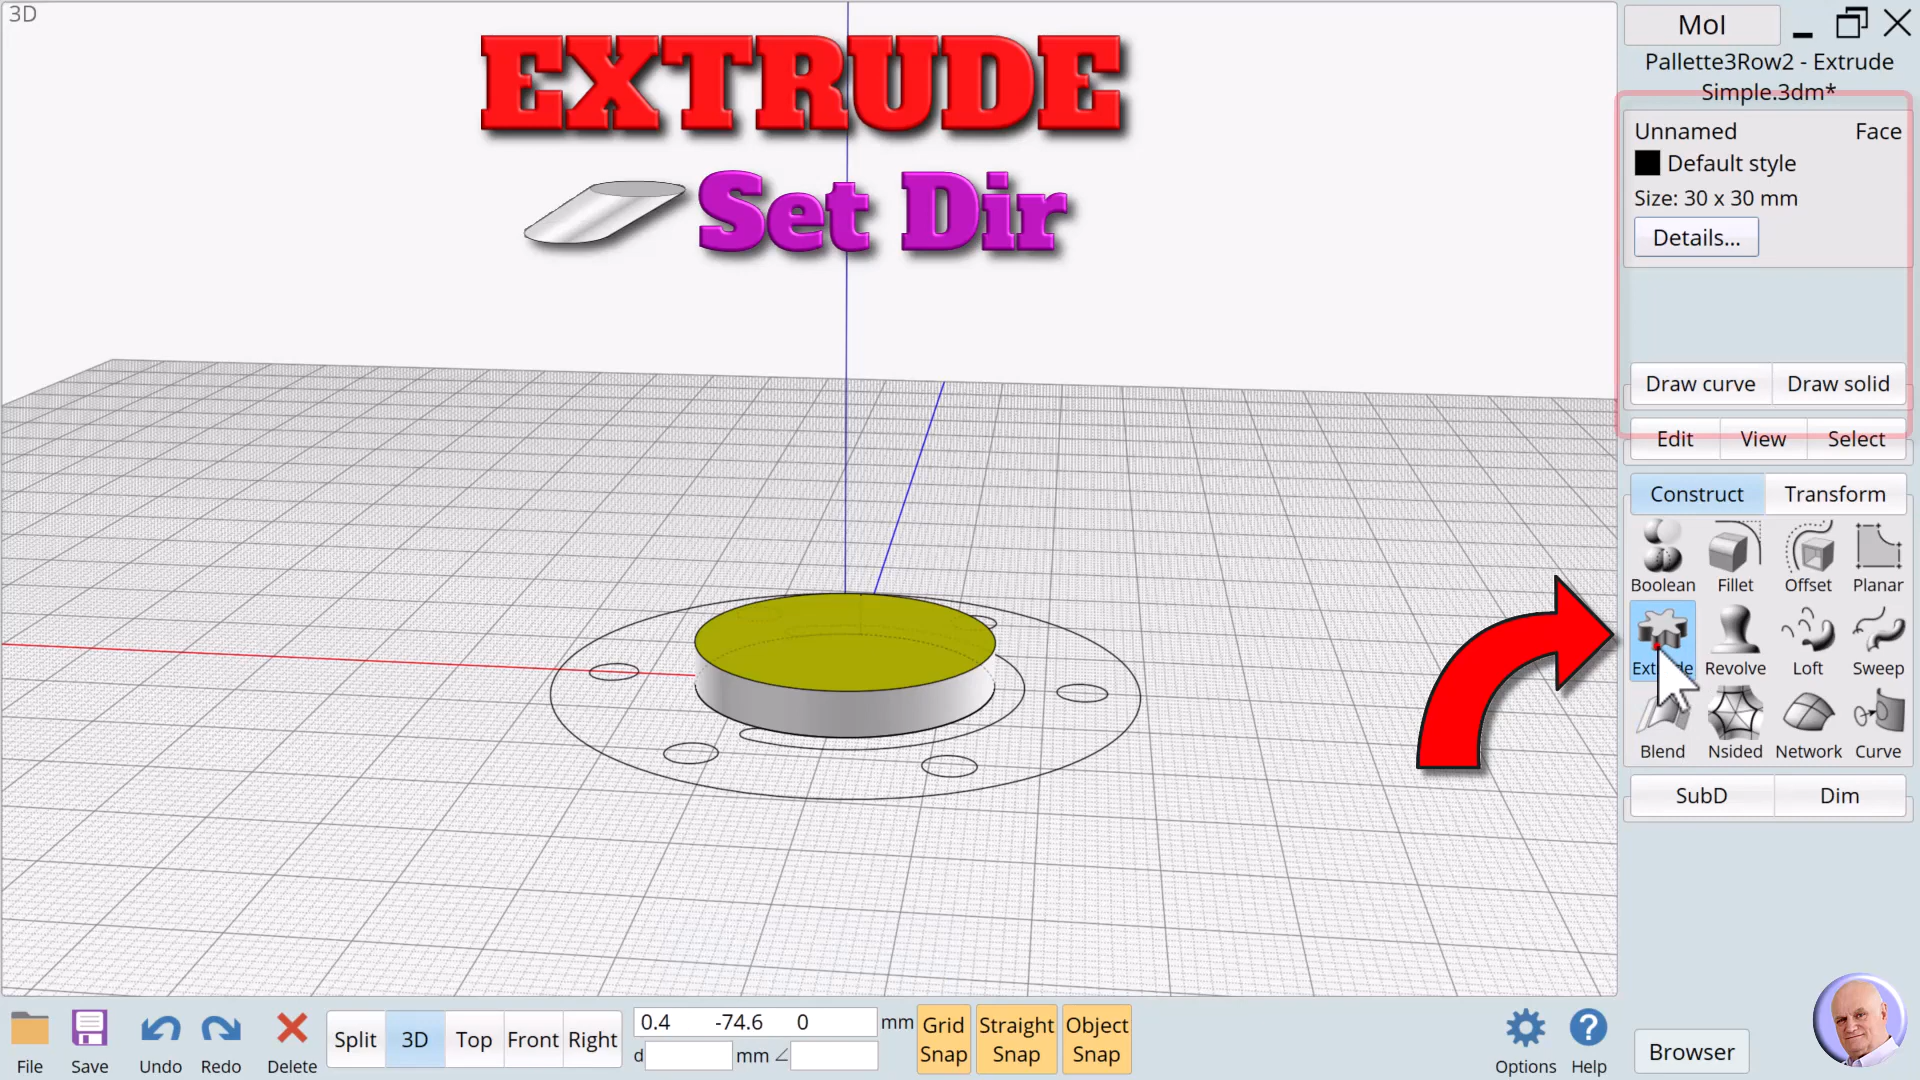 3D
EXTRUDE
Set Dir
MoI
Pallette3Row2 - Extrude
Simple.3dm*
Unnamed Face
Default style
Size: 30 x 30 mm
Details...
Draw curve Draw solid
Edit View Select
Construct Transform
Boolean Fillet Offset Planar
Extrude Revolve Loft Sweep
Blend Nsided Network Curve
SubD Dim
File Save Undo Redo Delete
Split 3D Top Front Right
0.4 -74.6 0 mm
d mm ∠
Grid Snap
Straight Snap
Object Snap
Options Help
Browser